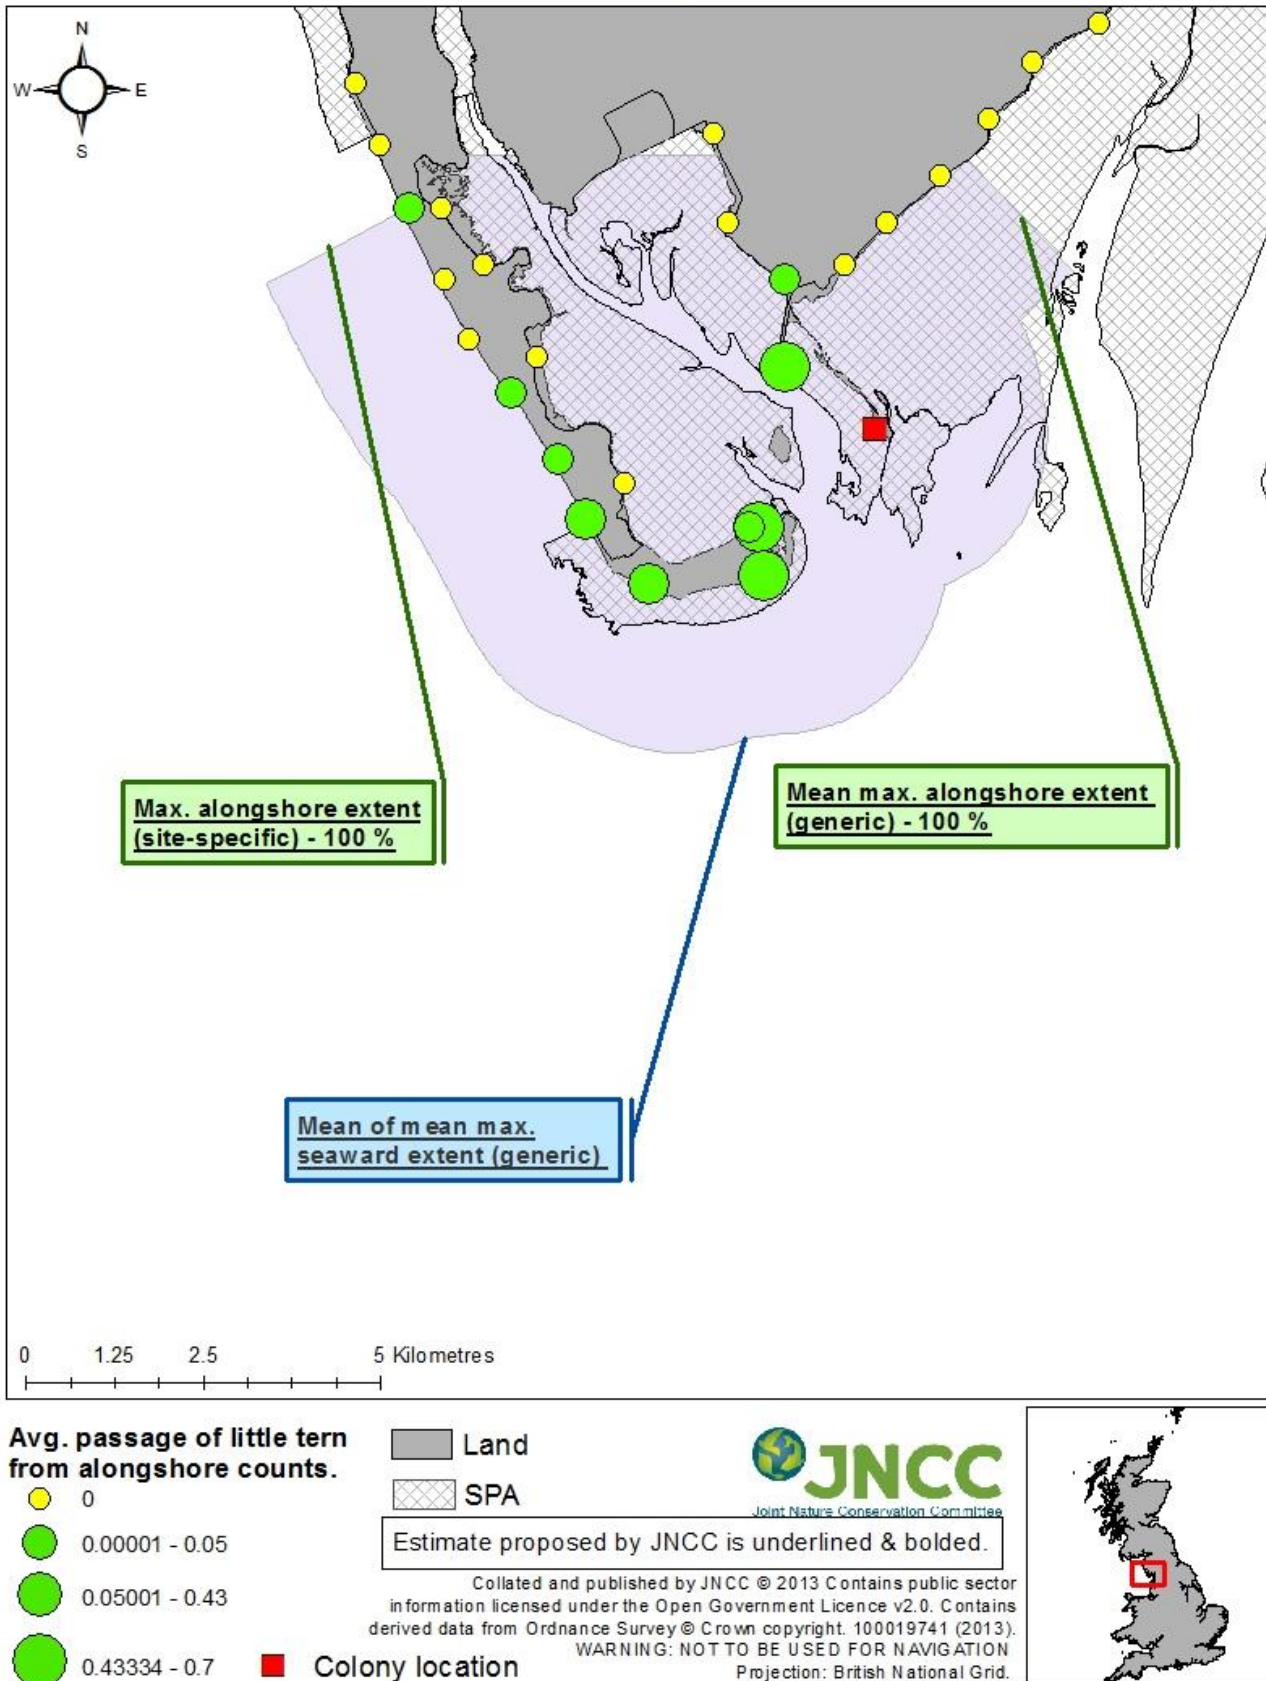 N
W E
S
Max. alongshore extent
(site-specific) - 100 %
Mean max. alongshore extent
(generic) - 100 %
Mean of mean max.
seaward extent (generic)
0 1.25 2.5 5 Kilometres
Avg. passage of little tern
from alongshore counts.
0
0.00001 - 0.05
0.05001 - 0.43
0.43334 - 0.7
Land
SPA
Colony location
JNCC
Joint Nature Conservation Committee
Estimate proposed by JNCC is underlined & bolded.
Collated and published by JNCC © 2013 Contains public sector
information licensed under the Open Government Licence v2.0. Contains
derived data from Ordnance Survey © Crown copyright. 100019741 (2013).
WARNING: NOT TO BE USED FOR NAVIGATION
Projection: British National Grid.